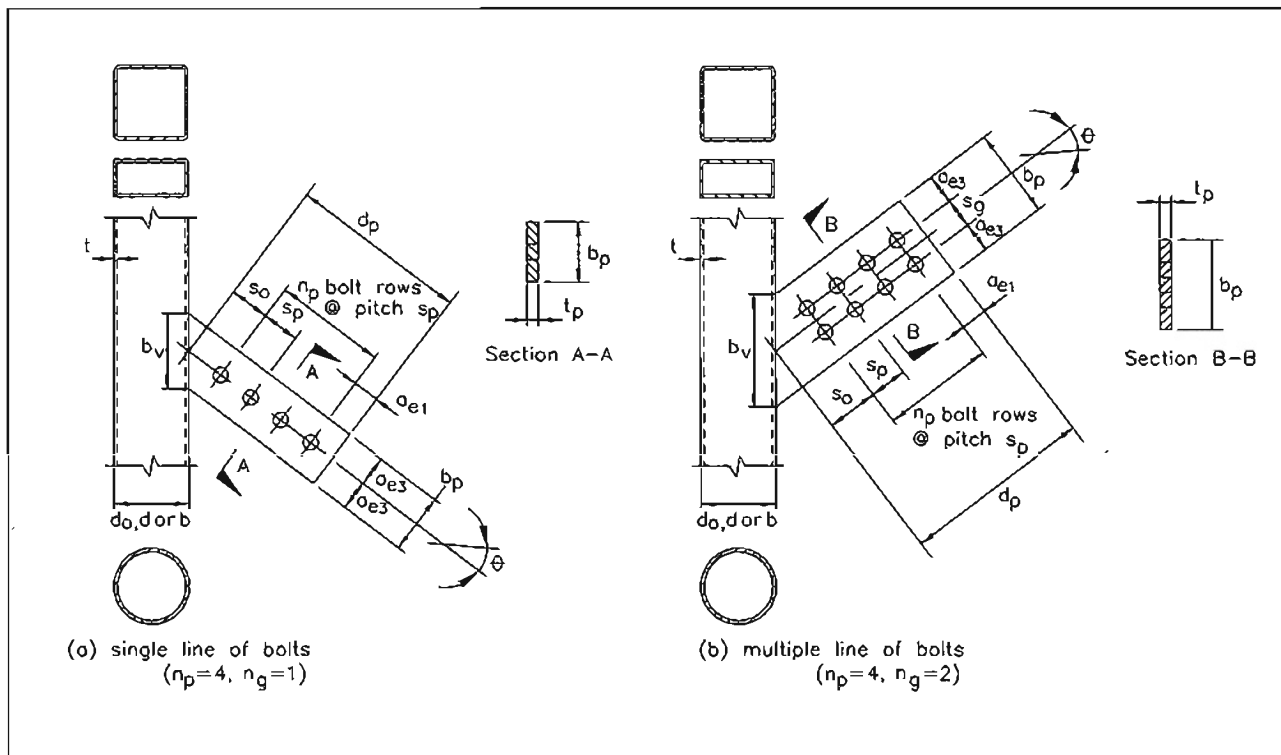 t
b_v
d_o, d or b
d_p
s_o
n_p bolt rows
@ pitch s_p
s_p
A
a_e1
A
a_e3
a_e3
b_p
θ
b_p
t_p
Section A-A
(a) single line of bolts
(n_p=4, n_g=1)
t
b_v
d_o, d or b
B
a_e3
s_g
a_e3
b_p
θ
a_e1
B
s_p
s_o
n_p bolt rows
@ pitch s_p
d_p
t_p
b_p
Section B-B
(b) multiple line of bolts
(n_p=4, n_g=2)